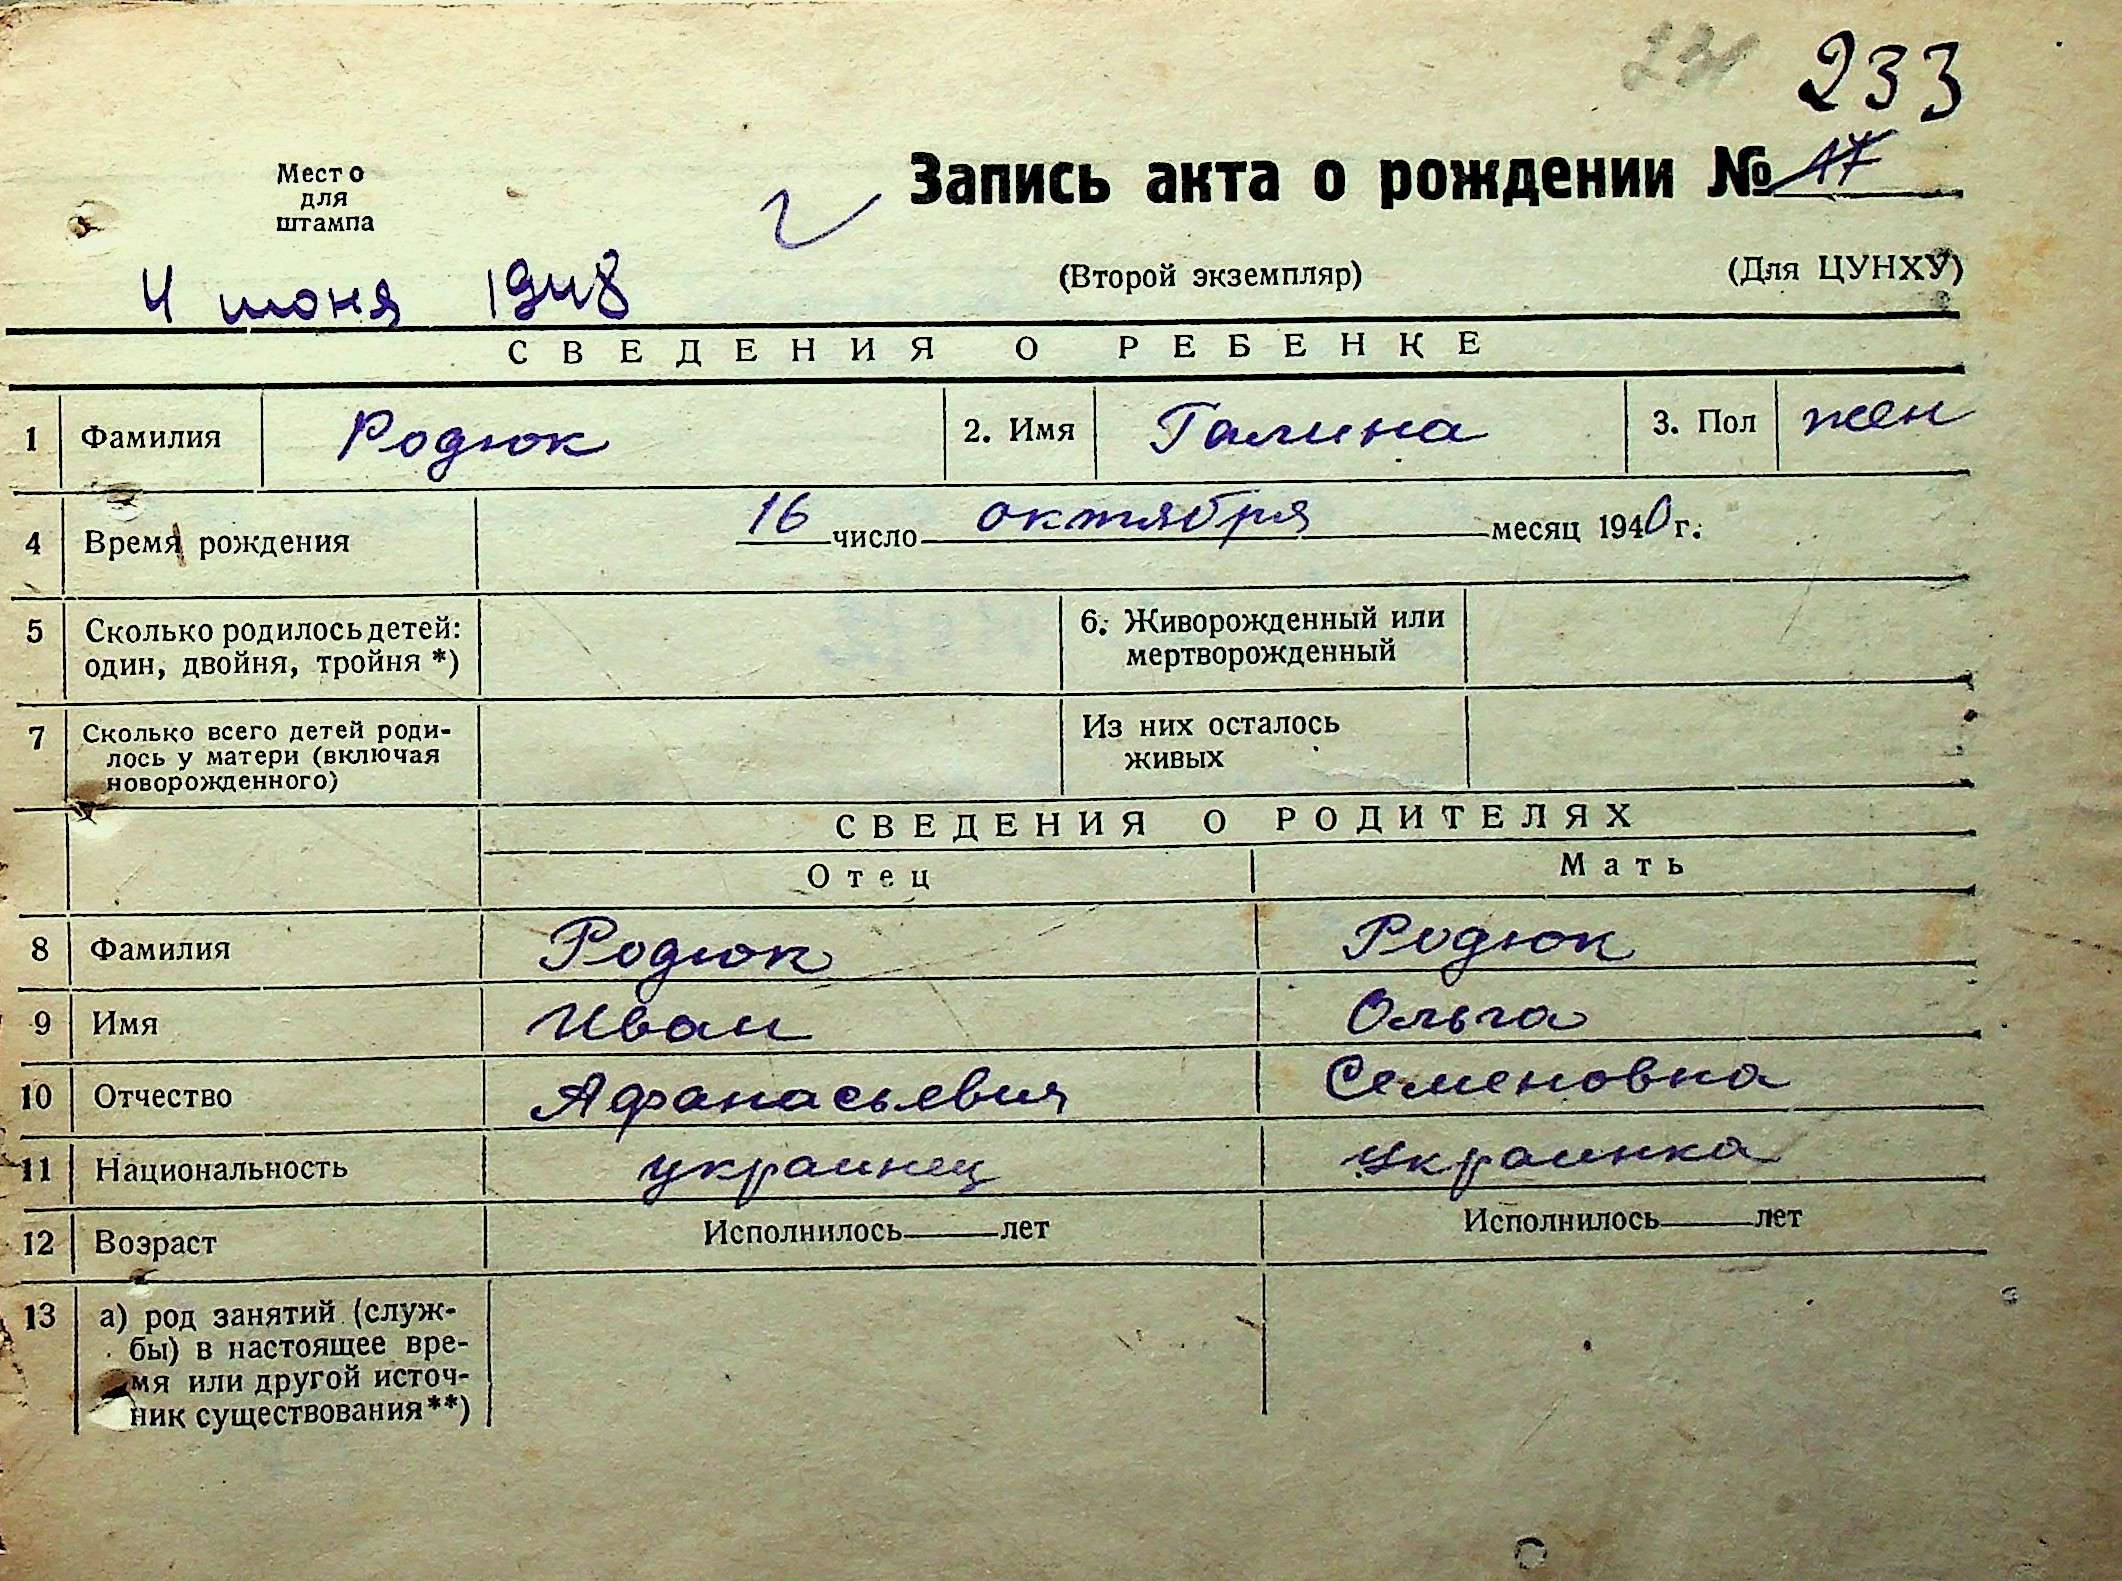 233
Место
для
штампа
Запись акта о рождении № 17
4 июня 1948
(Второй экземпляр) (Для ЦУНХУ)
СВЕДЕНИЯ О РЕБЕНКЕ
1 Фамилия Родюк 2. Имя Галина 3. Пол жен
4 Время рождения 16 число октября месяц 1940 г.
5 Сколько родилось детей: один, двойня, тройня *) 6. Живорожденный или мертворожденный
7 Сколько всего детей роди-
лось у матери (включая
новорожденного)
Из них осталось
живых
СВЕДЕНИЯ О РОДИТЕЛЯХ
Отец Мать
8 Фамилия Родюк Родюк
9 Имя Иван Ольга
10 Отчество Афанасьевич Семеновна
11 Национальность украинец украинка
12 Возраст Исполнилось лет Исполнилось лет
13 а) род занятий (служ-
бы) в настоящее вре-
мя или другой источ-
ник существования**)